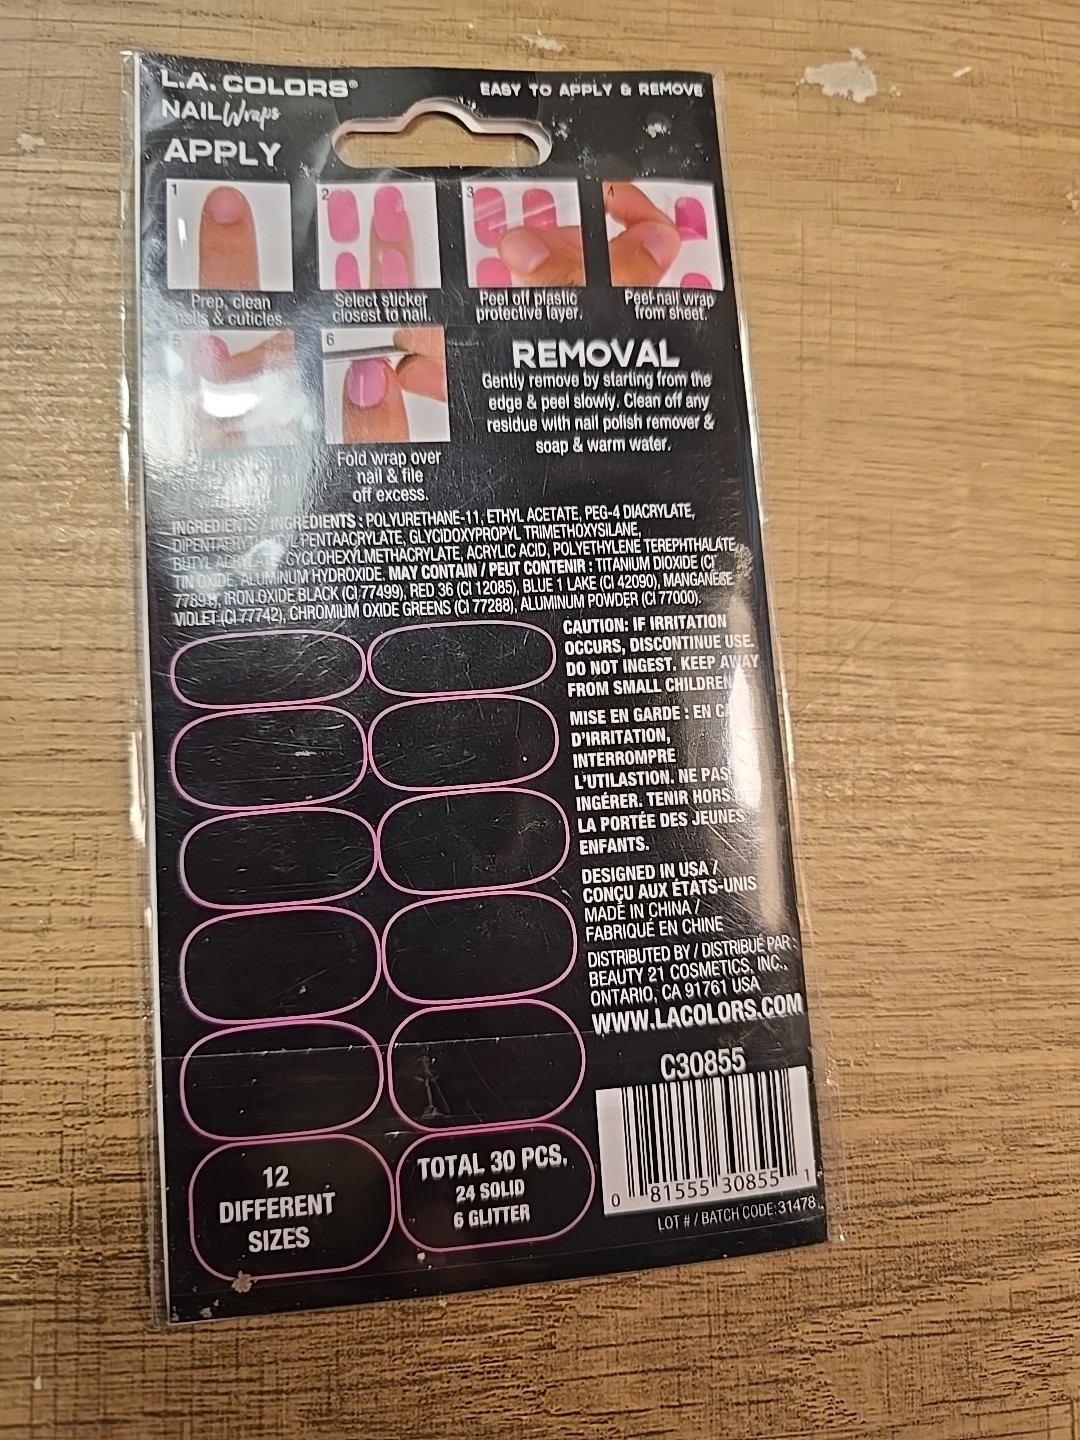 L.A. COLORS®
NAIL Wraps
EASY TO APPLY & REMOVE
APPLY
1
Prep, clean
nails & cuticles.
2
Select sticker
closest to nail.
3
Peel off plastic
protective layer.
4
Peel nail wrap
from sheet.
5
6
Fold wrap over
nail & file
off excess.
REMOVAL
Gently remove by starting from the
edge & peel slowly. Clean off any
residue with nail polish remover &
soap & warm water.
INGREDIENTS / INGRÉDIENTS : POLYURETHANE-11, ETHYL ACETATE, PEG-4 DIACRYLATE,
PENTAACRYLATE, GLYCIDOXYPROPYL TRIMETHOXYSILANE,
BUTYL CYCLOHEXYLMETHACRYLATE, ACRYLIC ACID, POLYETHYLENE TEREPHTHALATE,
TIN OXIDE, ALUMINUM HYDROXIDE. MAY CONTAIN / PEUT CONTENIR : TITANIUM DIOXIDE (CI
77891), IRON OXIDE BLACK (CI 77499), RED 36 (CI 12085), BLUE 1 LAKE (CI 42090), MANGANESE
VIOLET (CI 77742), CHROMIUM OXIDE GREENS (CI 77288), ALUMINUM POWDER (CI 77000).
CAUTION: IF IRRITATION
OCCURS, DISCONTINUE USE.
DO NOT INGEST. KEEP AWAY
FROM SMALL CHILDREN
MISE EN GARDE : EN
D'IRRITATION,
INTERROMPRE
L'UTILASTION. NE PAS
INGÉRER. TENIR HORS
LA PORTÉE DES JEUNES
ENFANTS.
DESIGNED IN USA /
CONÇU AUX ÉTATS-UNIS
MADE IN CHINA /
FABRIQUÉ EN CHINE
DISTRIBUTED BY / DISTRIBUÉ PAR :
BEAUTY 21 COSMETICS, INC.,
ONTARIO, CA 91761 USA
WWW.LACOLORS.COM
C30855
0 81555 30855 1
LOT # / BATCH CODE:31478
12
DIFFERENT
SIZES
TOTAL 30 PCS.
24 SOLID
6 GLITTER